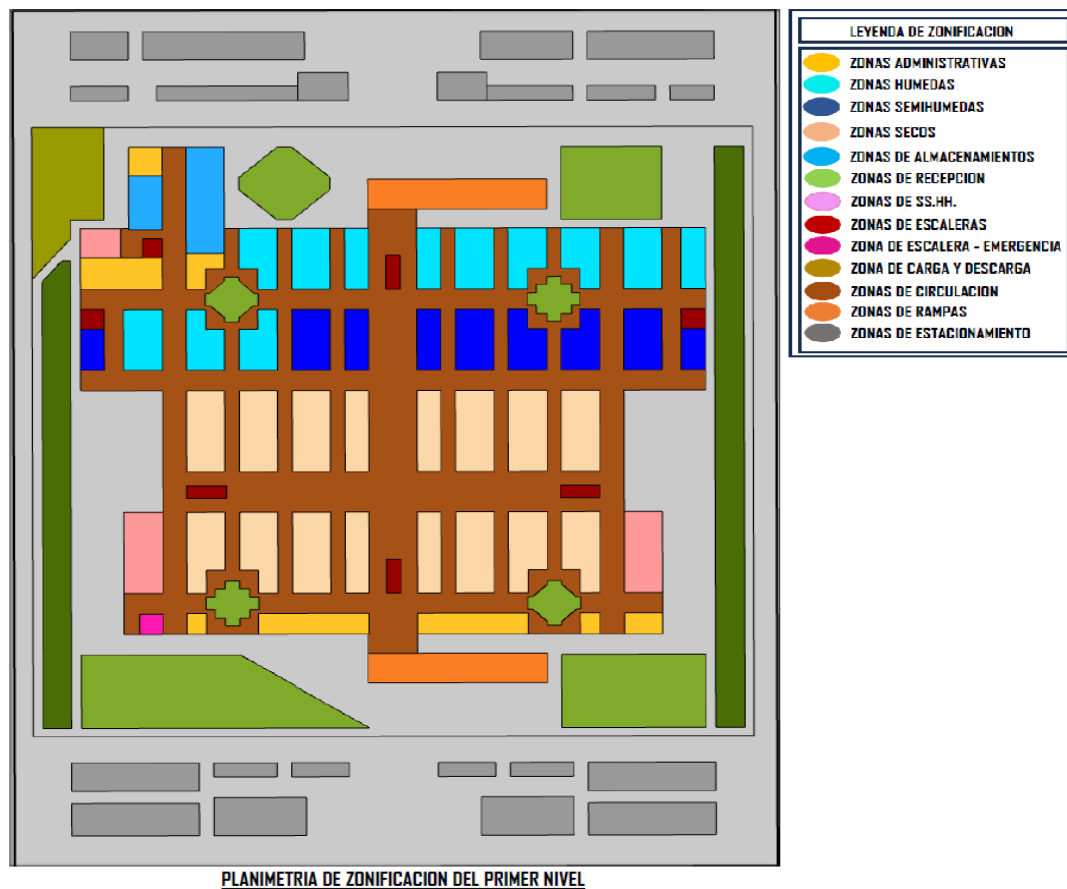 LEYENDA DE ZONIFICACION
ZONAS ADMINISTRATIVAS
ZONAS HUMEDAS
ZONAS SEMIHUMEDAS
ZONAS SECOS
ZONAS DE ALMACENAMIENTOS
ZONAS DE RECEPCION
ZONAS DE SS.HH.
ZONAS DE ESCALERAS
ZONA DE ESCALERA - EMERGENCIA
ZONA DE CARGA Y DESCARGA
ZONAS DE CIRCULACION
ZONAS DE RAMPAS
ZONAS DE ESTACIONAMIENTO
PLANIMETRIA DE ZONIFICACION DEL PRIMER NIVEL